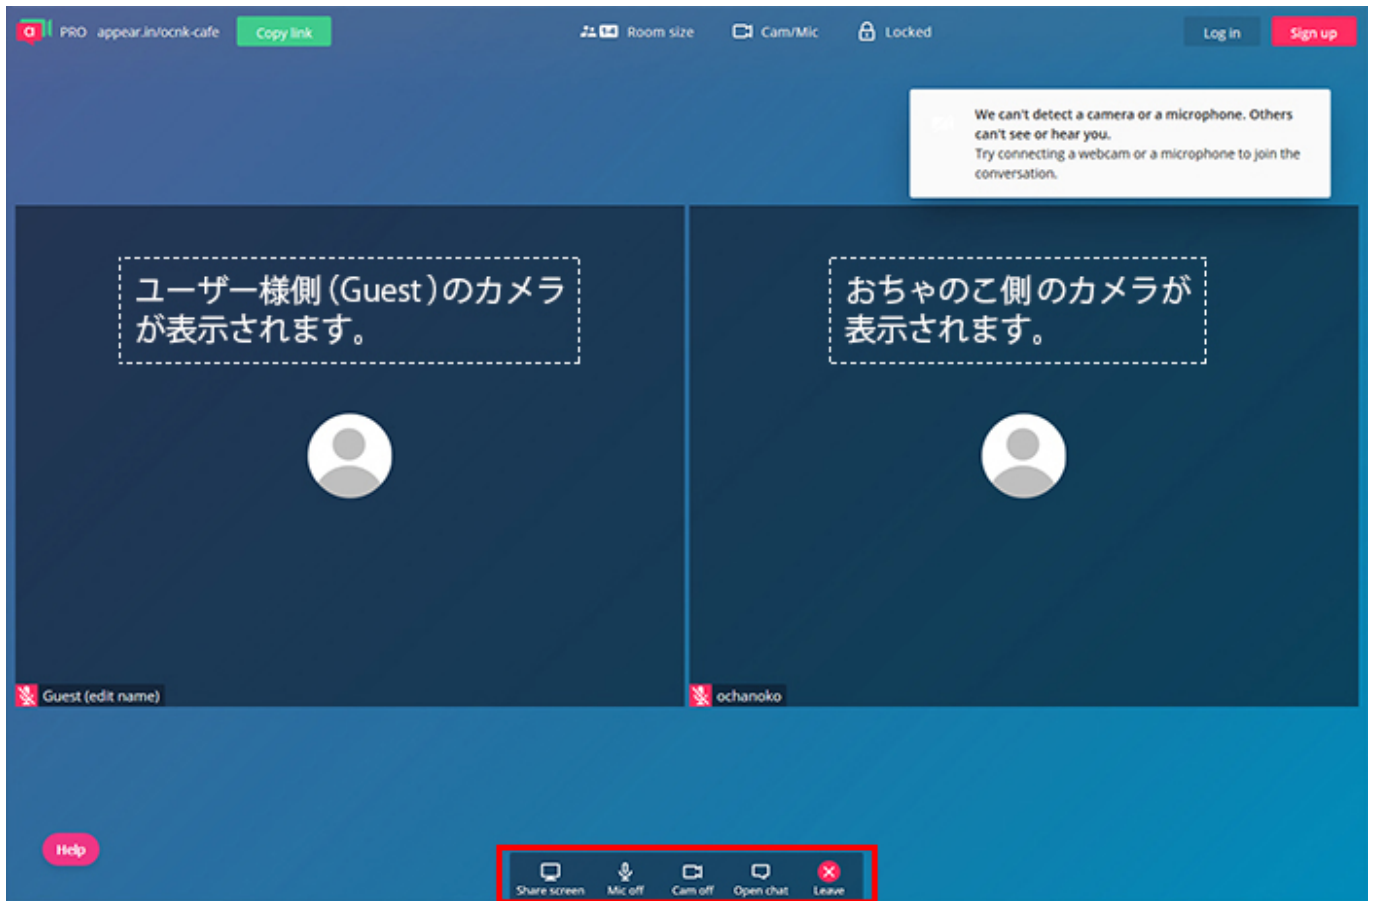 PRO appear.in/ocnk-cafe Copy link Room size Cam/Mic Locked Log in Sign up
We can't detect a camera or a microphone. Others
can't see or hear you.
Try connecting a webcam or a microphone to join the
conversation.
ユーザー様側(Guest)のカメラ
が表示されます。
おちゃのこ側のカメラが
表示されます。
Guest (edit name)
ochanoko
Help
Share screen Mic off Cam off Open chat Leave